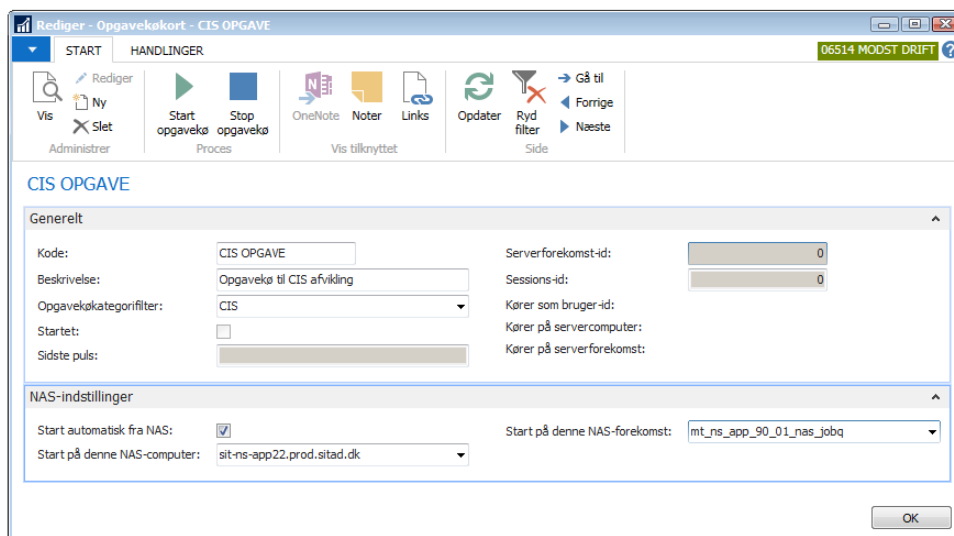 Rediger - Opgavekøkort - CIS OPGAVE
START HANDLINGER
06514 MODST DRIFT
Vis
Rediger
Ny
Slet
Administrer
Start opgavekø
Stop opgavekø
Proces
OneNote
Noter
Links
Vis tilknyttet
Opdater
Ryd filter
Gå til
Forrige
Næste
Side
CIS OPGAVE
Generelt
Kode: CIS OPGAVE
Beskrivelse: Opgavekø til CIS afvikling
Opgavekøkategorifilter: CIS
Startet:
Sidste puls:
Serverforekomst-id: 0
Sessions-id: 0
Kører som bruger-id:
Kører på servercomputer:
Kører på serverforekomst:
NAS-indstillinger
Start automatisk fra NAS:
Start på denne NAS-computer: sit-ns-app22.prod.sitad.dk
Start på denne NAS-forekomst: mt_ns_app_90_01_nas_jobq
OK